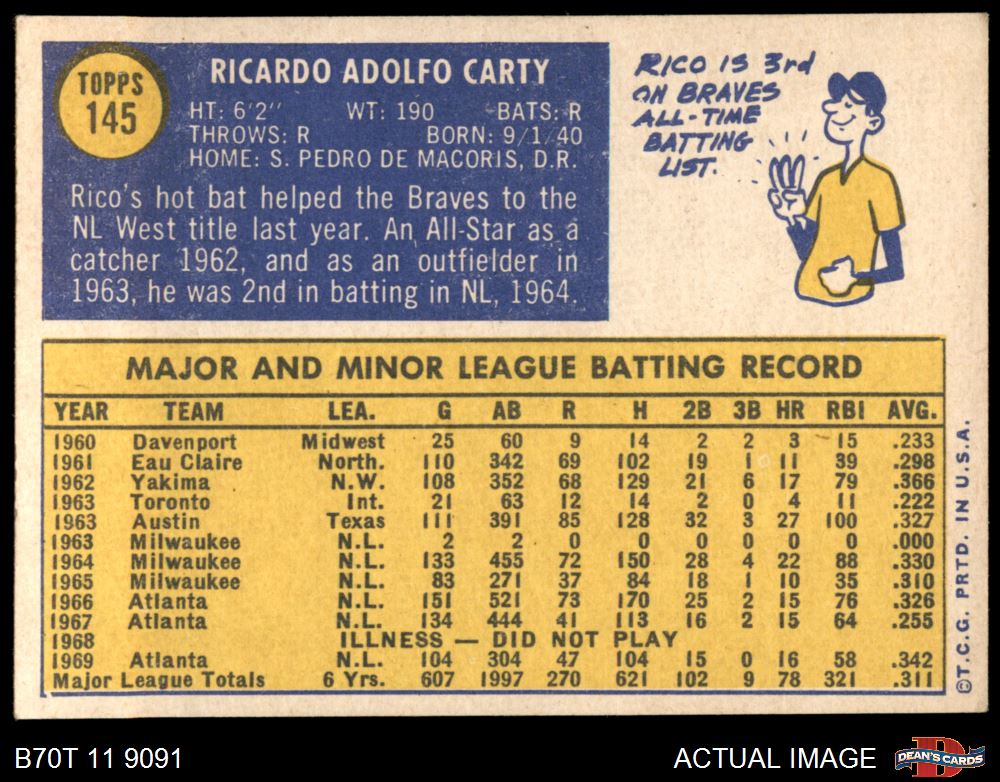 TOPPS
145
RICARDO ADOLFO CARTY
HT: 6'2" WT: 190 BATS: R
THROWS: R BORN: 9/1/40
HOME: S. PEDRO DE MACORIS, D.R.
Rico's hot bat helped the Braves to the
NL West title last year. An All-Star as a
catcher 1962, and as an outfielder in
1963, he was 2nd in batting in NL, 1964.
RICO IS 3rd
ON BRAVES
ALL-TIME
BATTING
LIST.
MAJOR AND MINOR LEAGUE BATTING RECORD
YEAR TEAM LEA. G AB R H 2B 3B HR RBI AVG.
1960 Davenport Midwest 25 60 9 14 2 2 3 15 .233
1961 Eau Claire North. 110 342 69 102 19 1 11 39 .298
1962 Yakima N.W. 108 352 68 129 21 6 17 79 .366
1963 Toronto Int. 21 63 12 14 2 0 4 11 .222
1963 Austin Texas 111 391 85 128 32 3 27 100 .327
1963 Milwaukee N.L. 2 2 0 0 0 0 0 0 .000
1964 Milwaukee N.L. 133 455 72 150 28 4 22 88 .330
1965 Milwaukee N.L. 83 271 37 84 18 1 10 35 .310
1966 Atlanta N.L. 151 521 73 170 25 2 15 76 .326
1967 Atlanta N.L. 134 444 41 113 16 2 15 64 .255
1968 ILLNESS — DID NOT PLAY
1969 Atlanta N.L. 104 304 47 104 15 0 16 58 .342
Major League Totals 6 Yrs. 607 1997 270 621 102 9 78 321 .311
©T.C.G. PRTD. IN U.S.A.
B70T 11 9091
ACTUAL IMAGE
D
DEAN'S CARDS